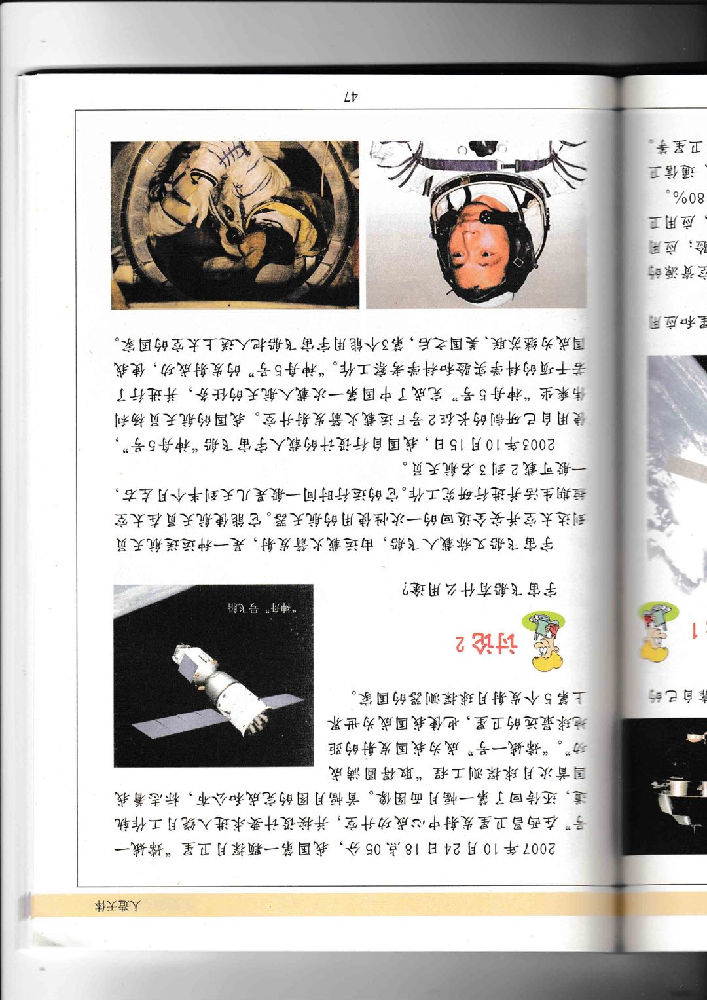 人造天体
2007年10月24日18点05分，我国第一颗探月卫星“嫦娥一
号”在西昌卫星发射中心成功升空，并按设计要求进入绕月工作轨
道，还传回了第一幅月面图像。首幅月图的完成和公布，标志着我
国首次月球探测工程“取得圆满成
功”。“嫦娥一号”成为我国发射的距
地球最远的卫星，也使我国成为世界
上第5个发射月球探测器的国家。
讨论2
“神舟”号飞船
宇宙飞船有什么用途？
宇宙飞船又称载人飞船，由运载火箭发射，是一种运送航天员
到达太空并安全返回的一次性使用的航天器。它能使航天员在太空
短期生活并进行研究工作。它的运行时间一般是几天到半个月左右，
一般可载2到3名航天员。
2003年10月15日，我国自行设计的载人宇宙飞船“神舟5号”，
使用自己研制的长征2号F运载火箭发射升空。我国的航天员杨利
伟乘坐“神舟5号”完成了中国第一次载人航天的任务，并进行了
若干项的科学实验和科学考察工作。“神舟5号”的发射成功，使我
国成为继苏联、美国之后，第3个能用宇宙飞船把人送上太空的国家。
47
靠自己的
1
星和应用
空资源的
验；应用
，应用卫
80%。
、通信卫
卫星等。